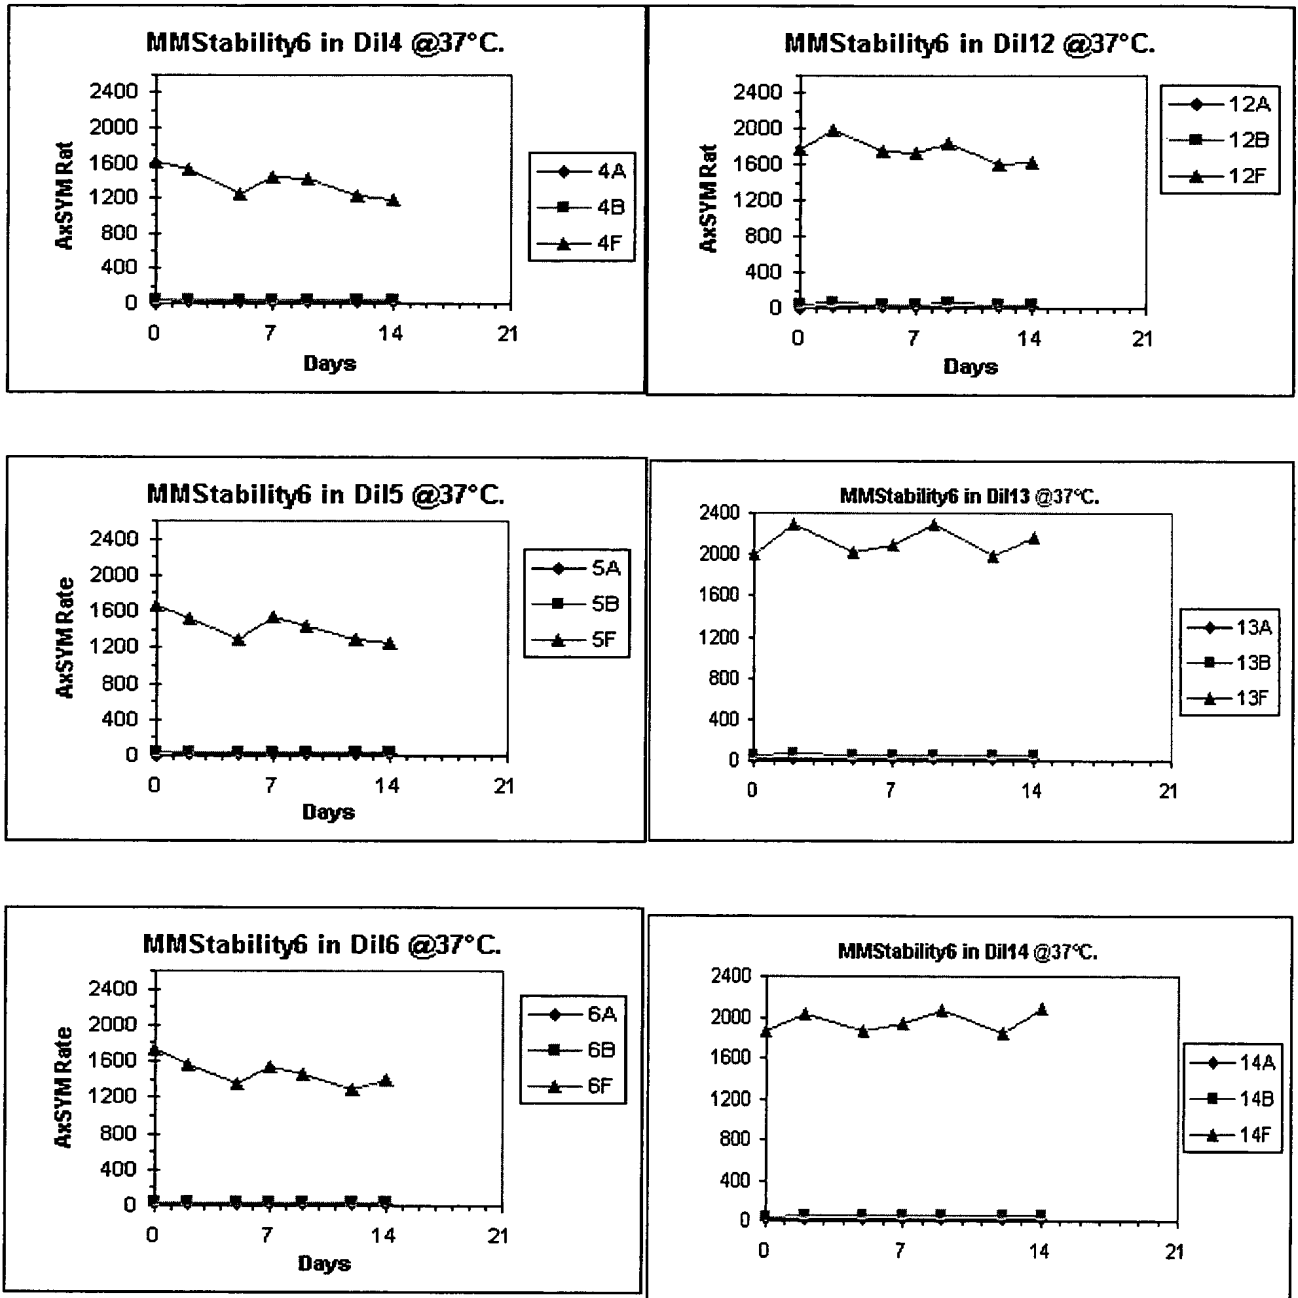 MMStability6 in Dil4 @37°C.
2400
2000
1600
1200
800
400
0
AxSYM Rat
0 7 14 21
Days
4A
4B
4F
MMStability6 in Dil12 @37°C.
2400
2000
1600
1200
800
400
0
AxSYM Rat
0 7 14 21
Days
12A
12B
12F
MMStability6 in Dil5 @37°C.
2400
2000
1600
1200
800
400
0
AxSYM Rate
0 7 14 21
Days
5A
5B
5F
MMStability6 in Dil13 @37°C.
2400
2000
1600
1200
800
400
0
0 7 14 21
13A
13B
13F
MMStability6 in Dil6 @37°C.
2400
2000
1600
1200
800
400
0
AxSYM Rate
0 7 14 21
Days
6A
6B
6F
MMStability6 in Dil14 @37°C.
2400
2000
1600
1200
800
400
0
0 7 14 21
14A
14B
14F